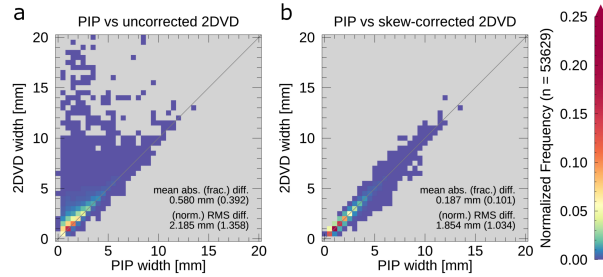 a
PIP vs uncorrected 2DVD
20
15
10
5
0
0 5 10 15 20
2DVD width [mm]
PIP width [mm]
mean abs. (frac.) diff.
0.580 mm (0.392)
(norm.) RMS diff.
2.185 mm (1.358)
b
PIP vs skew-corrected 2DVD
20
15
10
5
0
0 5 10 15 20
2DVD width [mm]
PIP width [mm]
mean abs. (frac.) diff.
0.187 mm (0.101)
(norm.) RMS diff.
1.854 mm (1.034)
Normalized Frequency (n = 53629)
0.25
0.20
0.15
0.10
0.05
0.00